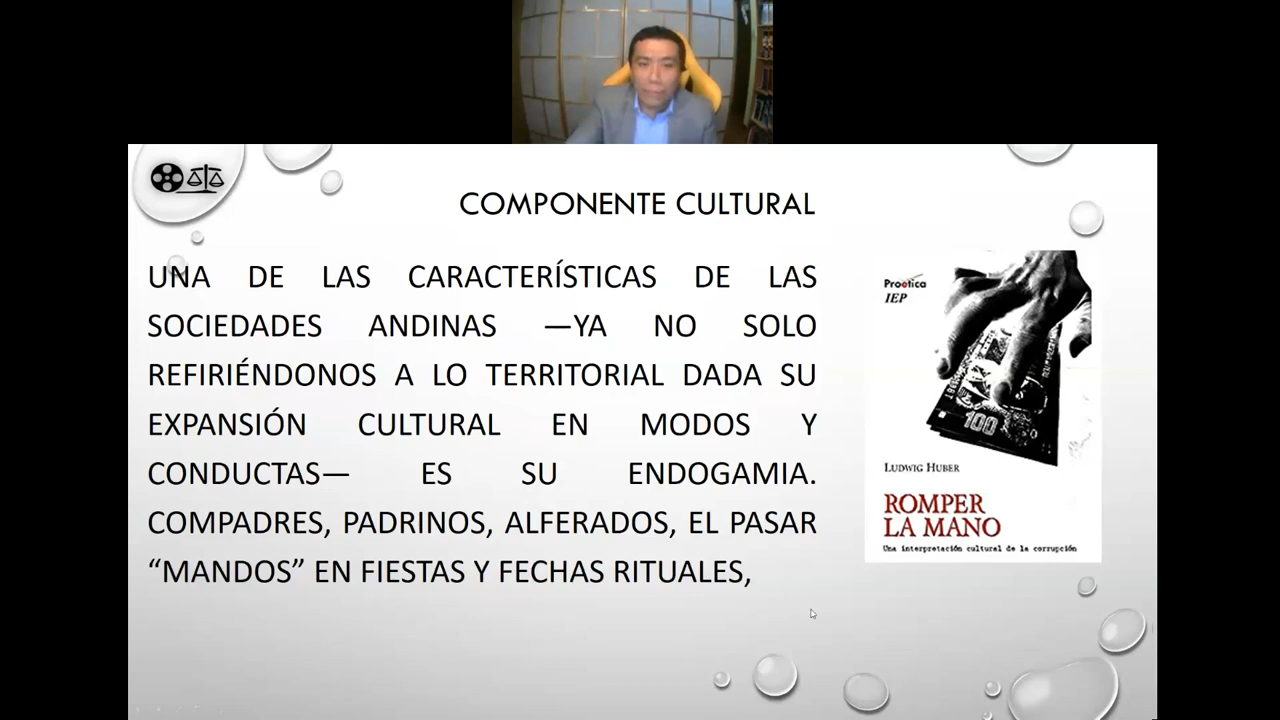 COMPONENTE CULTURAL
UNA DE LAS CARACTERÍSTICAS DE LAS
SOCIEDADES ANDINAS —YA NO SOLO
REFIRIÉNDONOS A LO TERRITORIAL DADA SU
EXPANSIÓN CULTURAL EN MODOS Y
CONDUCTAS— ES SU ENDOGAMIA.
COMPADRES, PADRINOS, ALFERADOS, EL PASAR
“MANDOS” EN FIESTAS Y FECHAS RITUALES,
Proética
IEP
100
LUDWIG HUBER
ROMPER
LA MANO
Una interpretación cultural de la corrupción